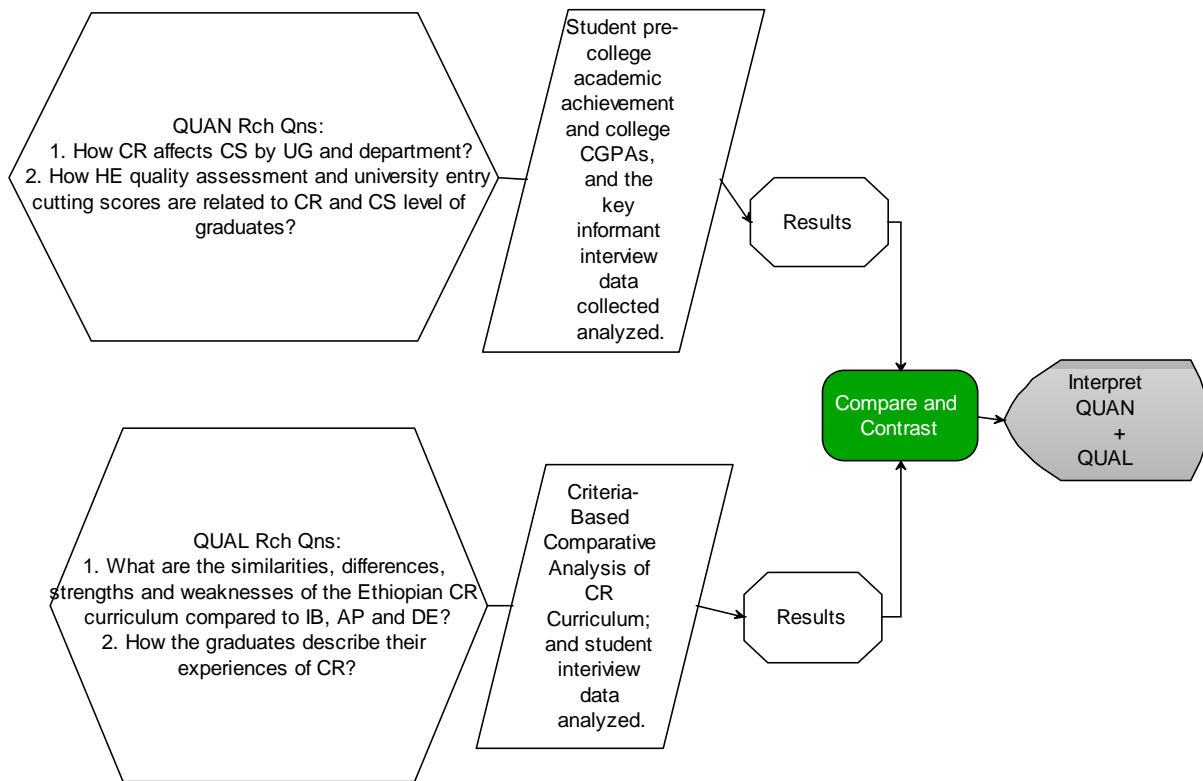 QUAN Rch Qns:
1. How CR affects CS by UG and department?
2. How HE quality assessment and university entry
cutting scores are related to CR and CS level of
graduates?
Student pre-
college
academic
achievement
and college
CGPAs,
and the
key
informant
interview
data
collected analyzed.
Results
Compare and
Contrast
Interpret
QUAN
+
QUAL
QUAL Rch Qns:
1. What are the similarities, differences,
strengths and weaknesses of the Ethiopian CR
curriculum compared to IB, AP and DE?
2. How the graduates describe their
experiences of CR?
Criteria-
Based
Comparative
Analysis of
CR
Curriculum;
and student
interiview
data
analyzed.
Results